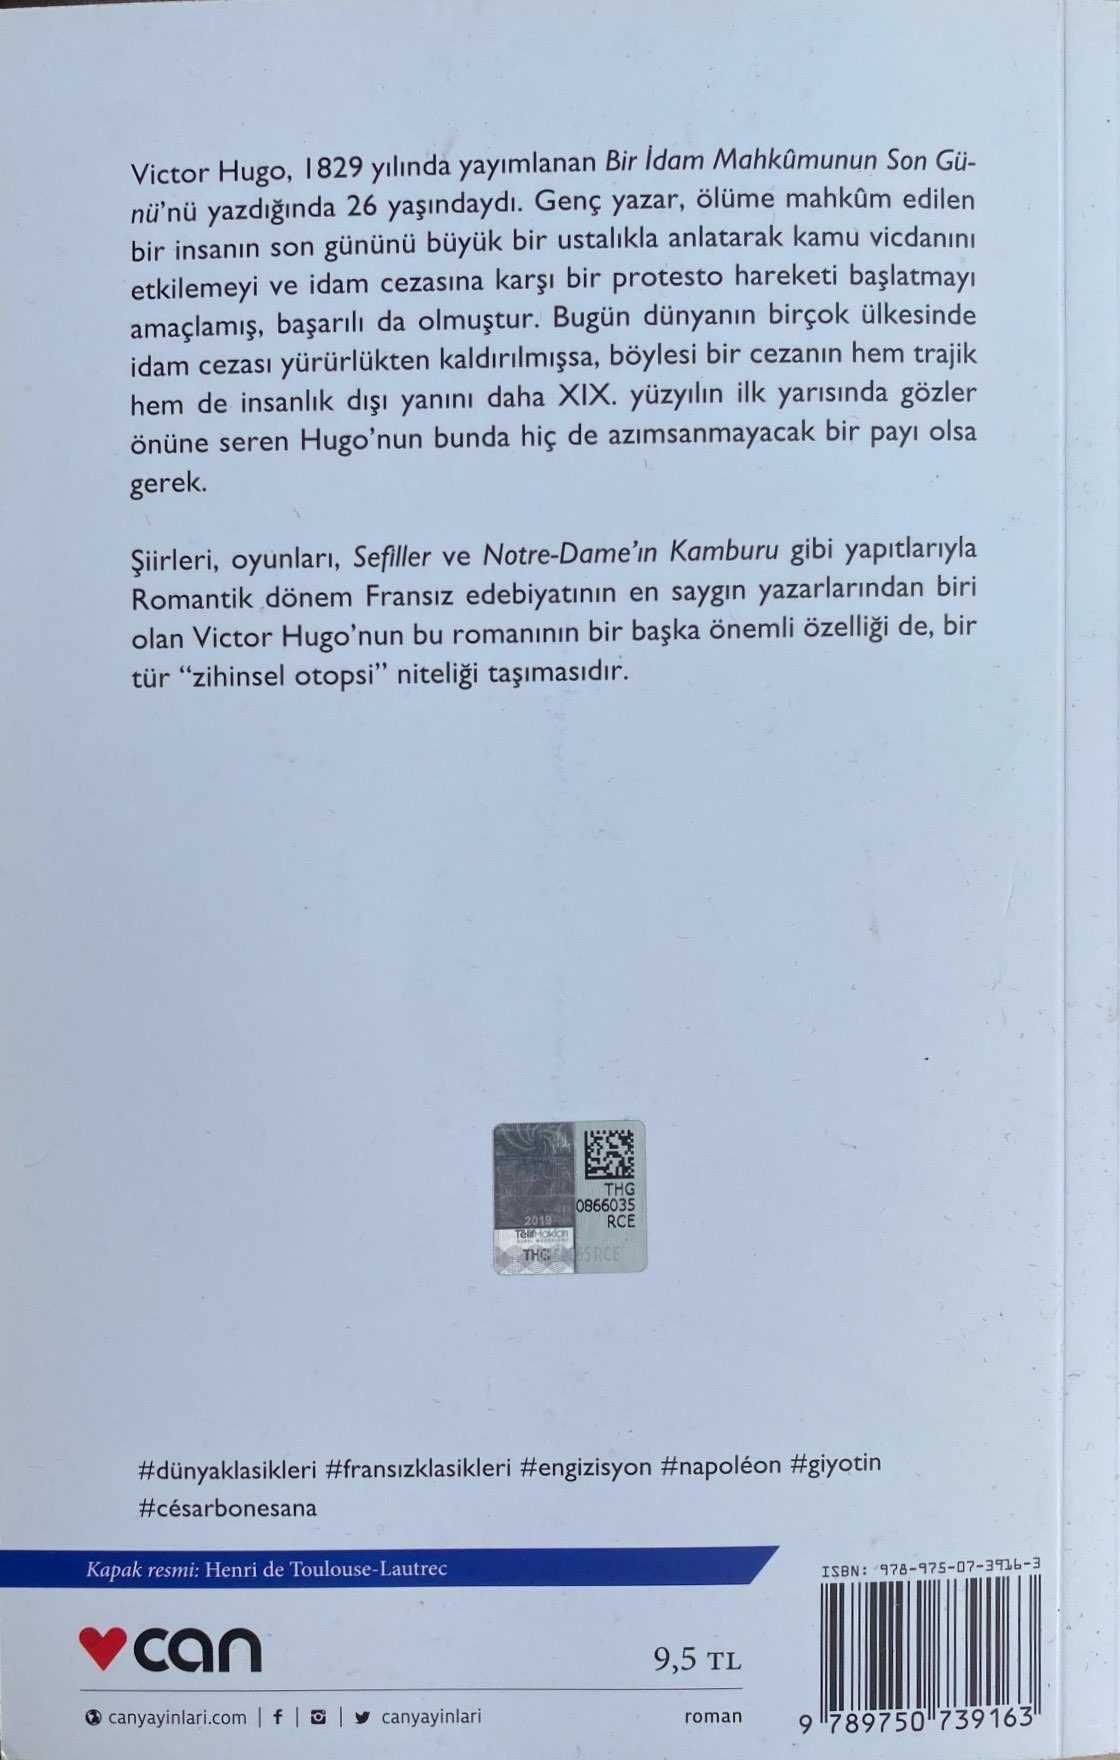 Victor Hugo, 1829 yılında yayımlanan Bir İdam Mahkûmunun Son Gü-
nü'nü yazdığında 26 yaşındaydı. Genç yazar, ölüme mahkûm edilen
bir insanın son gününü büyük bir ustalıkla anlatarak kamu vicdanını
etkilemeyi ve idam cezasına karşı bir protesto hareketi başlatmayı
amaçlamış, başarılı da olmuştur. Bugün dünyanın birçok ülkesinde
idam cezası yürürlükten kaldırılmışsa, böylesi bir cezanın hem trajik
hem de insanlık dışı yanını daha XIX. yüzyılın ilk yarısında gözler
önüne seren Hugo'nun bunda hiç de azımsanmayacak bir payı olsa
gerek.
Şiirleri, oyunları, Sefiller ve Notre-Dame'ın Kamburu gibi yapıtlarıyla
Romantik dönem Fransız edebiyatının en saygın yazarlarından biri
olan Victor Hugo'nun bu romanının bir başka önemli özelliği de, bir
tür “zihinsel otopsi” niteliği taşımasıdır.
THG
0866035
RCE
2019
Telif Hakları
THG
#dünyaklasikleri #fransızklasikleri #engizisyon #napoléon #giyotin
#césarbonesana
Kapak resmi: Henri de Toulouse-Lautrec
ISBN: 978-975-07-3916-3
can
9,5 TL
canyayinlari.com | f | | canyayinlari
roman
9 789750 739163